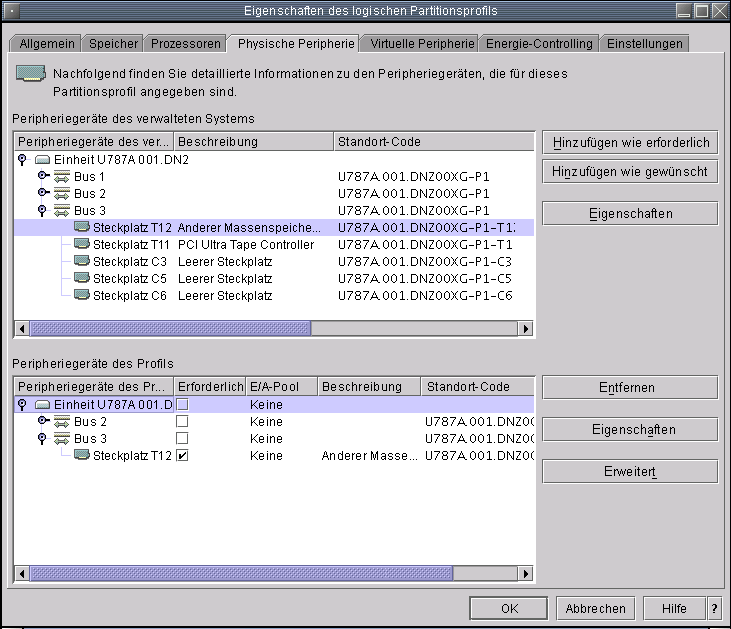 Eigenschaften des logischen Partitionsprofils
Allgemein Speicher Prozessoren Physische Peripherie Virtuelle Peripherie Energie-Controlling Einstellungen
Nachfolgend finden Sie detaillierte Informationen zu den Peripheriegeräten, die für dieses
Partitionsprofil angegeben sind.
Peripheriegeräte des verwalteten Systems
Peripheriegeräte des ver... Beschreibung Standort-Code
Einheit U787A.001.DN2
Bus 1 U787A.001.DNZ00XG-P1
Bus 2 U787A.001.DNZ00XG-P1
Bus 3 U787A.001.DNZ00XG-P1
Steckplatz T12 Anderer Massenspeiche... U787A.001.DNZ00XG-P1-T12
Steckplatz T11 PCI Ultra Tape Controller U787A.001.DNZ00XG-P1-T1
Steckplatz C3 Leerer Steckplatz U787A.001.DNZ00XG-P1-C3
Steckplatz C5 Leerer Steckplatz U787A.001.DNZ00XG-P1-C5
Steckplatz C6 Leerer Steckplatz U787A.001.DNZ00XG-P1-C6
Hinzufügen wie erforderlich
Hinzufügen wie gewünscht
Eigenschaften
Peripheriegeräte des Profils
Peripheriegeräte des Pr... Erforderlich E/A-Pool Beschreibung Standort-Code
Einheit U787A.001.D Keine
Bus 2 Keine U787A.001.DNZ00
Bus 3 Keine U787A.001.DNZ00
Steckplatz T12 Keine Anderer Masse... U787A.001.DNZ00
Entfernen
Eigenschaften
Erweitert
OK Abbrechen Hilfe ?